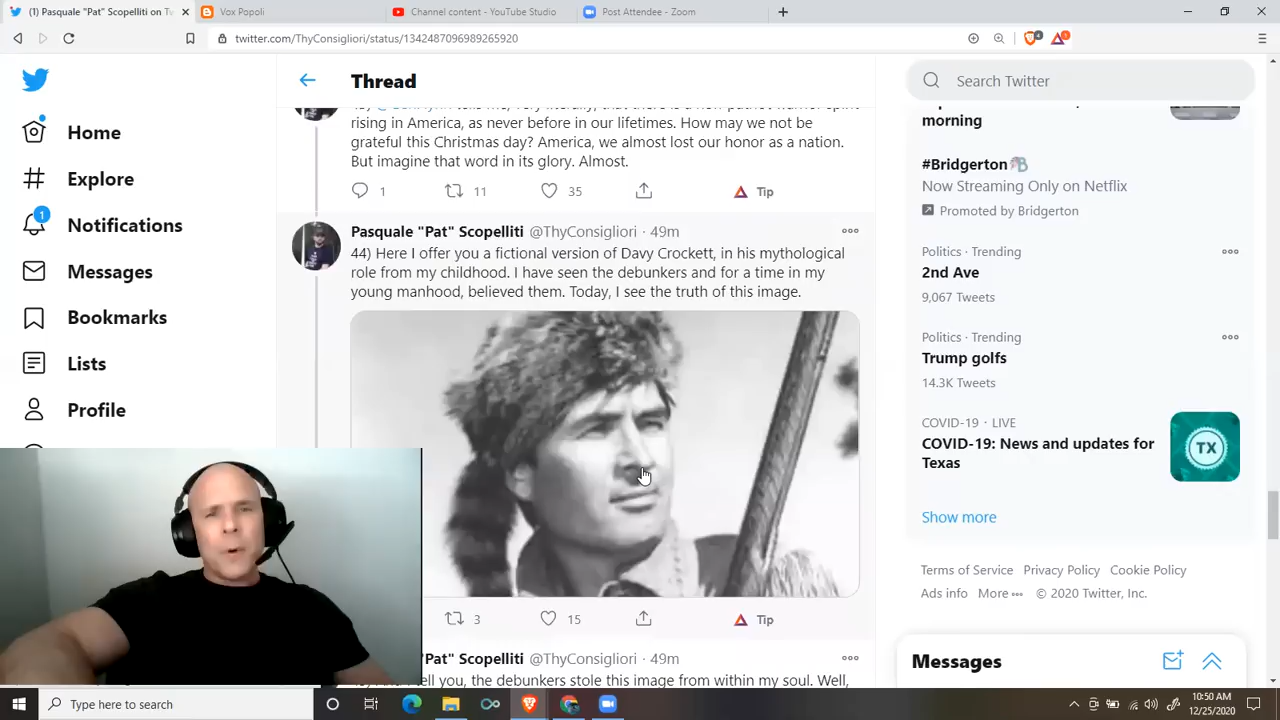 (1) Pasquale "Pat" Scopelliti on Tw
Vox Popoli
Channel content - YouTube Studio
Post Attendee - Zoom
twitter.com/ThyConsigliori/status/1342487096989265920
Home
Explore
1
Notifications
Messages
Bookmarks
Lists
Profile
Thread
rising in America, as never before in our lifetimes. How may we not be
grateful this Christmas day? America, we almost lost our honor as a nation.
But imagine that word in its glory. Almost.
1 11 35 Tip
Pasquale "Pat" Scopelliti @ThyConsigliori · 49m
44) Here I offer you a fictional version of Davy Crockett, in his mythological
role from my childhood. I have seen the debunkers and for a time in my
young manhood, believed them. Today, I see the truth of this image.
3 15 Tip
"Pat" Scopelliti @ThyConsigliori · 49m
tell you, the debunkers stole this image from within my soul. Well,
Search Twitter
morning
#Bridgerton
Now Streaming Only on Netflix
Promoted by Bridgerton
Politics · Trending
2nd Ave
9,067 Tweets
Politics · Trending
Trump golfs
14.3K Tweets
COVID-19 · LIVE
COVID-19: News and updates for
Texas
TX
Show more
Terms of Service Privacy Policy Cookie Policy
Ads info More © 2020 Twitter, Inc.
Messages
Type here to search
10:50 AM
12/25/2020